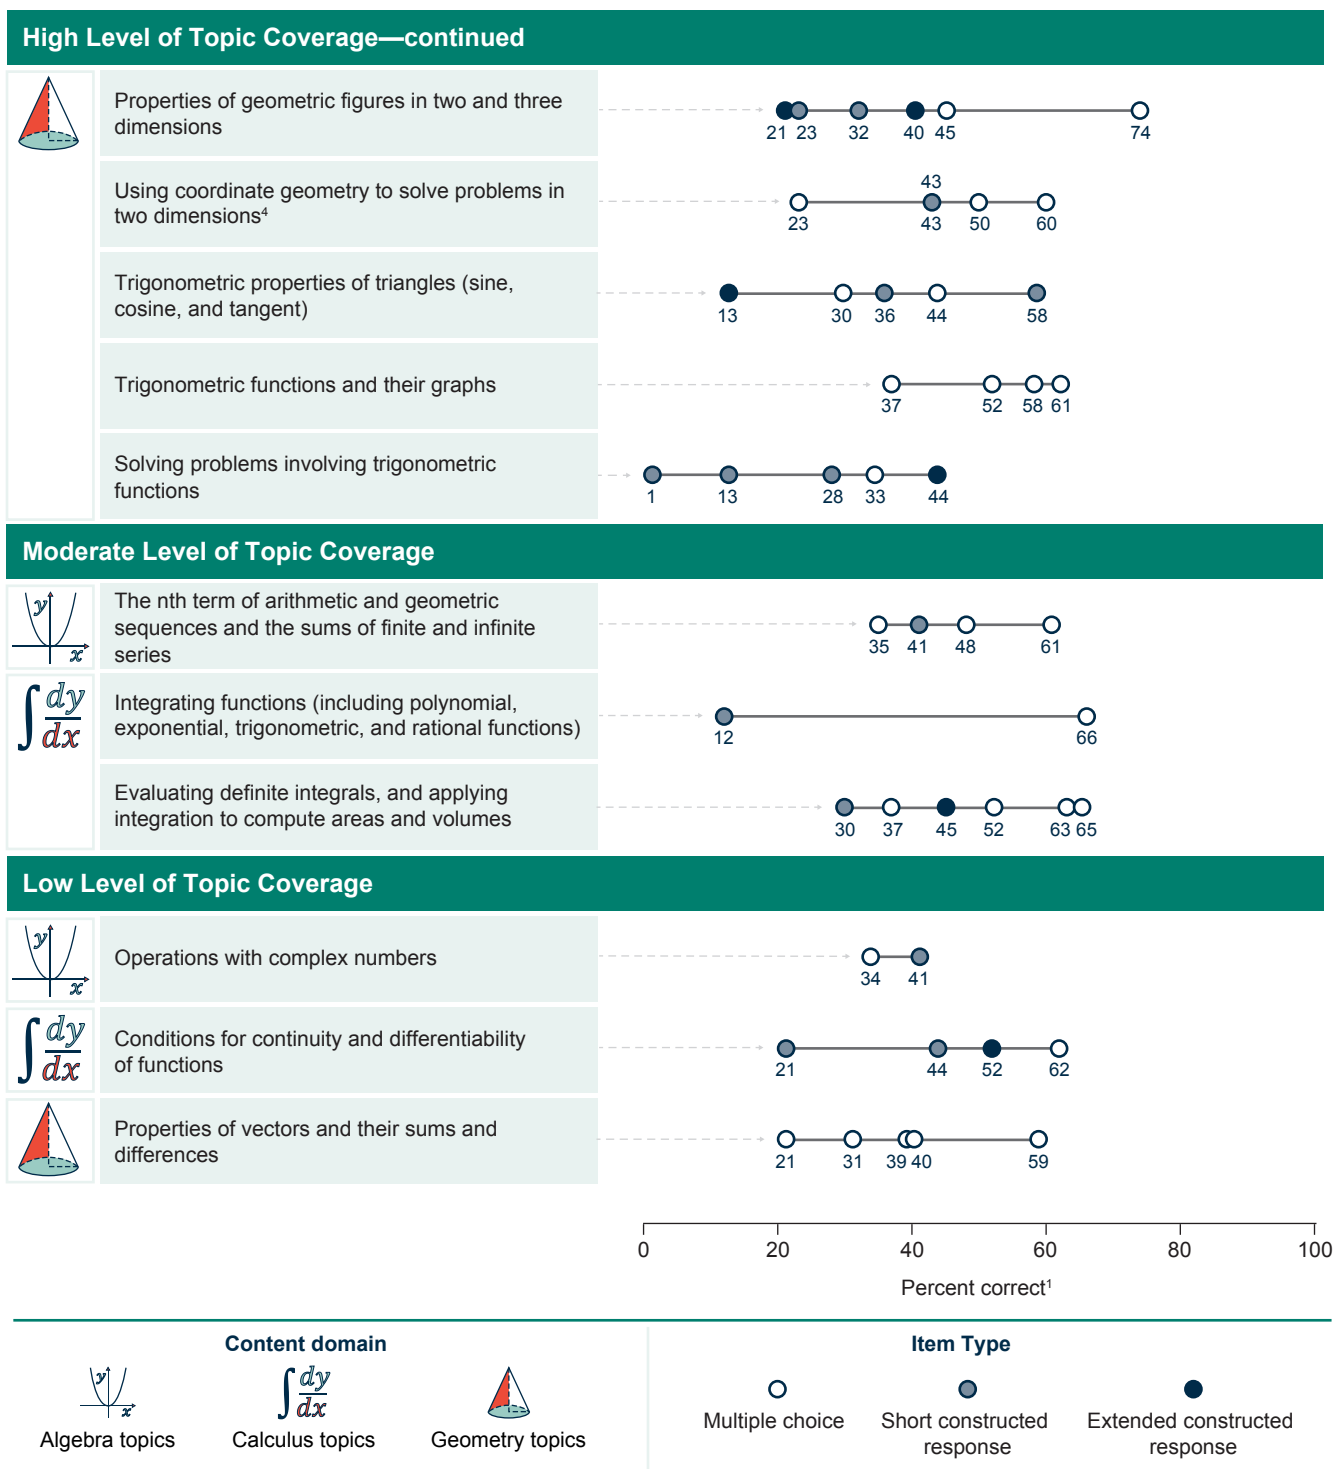 High Level of Topic Coverage—continued
Properties of geometric figures in two and three
dimensions
21 23 32 40 45 74
Using coordinate geometry to solve problems in
two dimensions⁴
43
23 43 50 60
Trigonometric properties of triangles (sine,
cosine, and tangent)
13 30 36 44 58
Trigonometric functions and their graphs
37 52 58 61
Solving problems involving trigonometric
functions
1 13 28 33 44
Moderate Level of Topic Coverage
y
x
The nth term of arithmetic and geometric
sequences and the sums of finite and infinite
series
35 41 48 61
∫ dy
dx
Integrating functions (including polynomial,
exponential, trigonometric, and rational functions)
12 66
Evaluating definite integrals, and applying
integration to compute areas and volumes
30 37 45 52 63 65
Low Level of Topic Coverage
y
x
Operations with complex numbers
34 41
∫ dy
dx
Conditions for continuity and differentiability
of functions
21 44 52 62
Properties of vectors and their sums and
differences
21 31 39 40 59
0 20 40 60 80 100
Percent correct¹
Content domain
y
x
∫ dy
dx
Algebra topics Calculus topics Geometry topics
Item Type
Multiple choice
Short constructed
response
Extended constructed
response